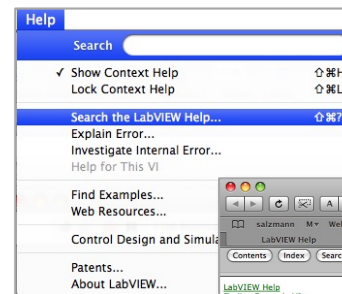 Help
Search
✓ Show Context Help ⇧⌘H
Lock Context Help ⇧⌘L
Search the LabVIEW Help... ⇧⌘?
Explain Error...
Investigate Internal Error...
Help for This VI
Find Examples...
Web Resources...
Control Design and Simula
Patents...
About LabVIEW...
A
salzmann M▾ We
LabVIEW Help
Contents Index Searc
LabVIEW Help